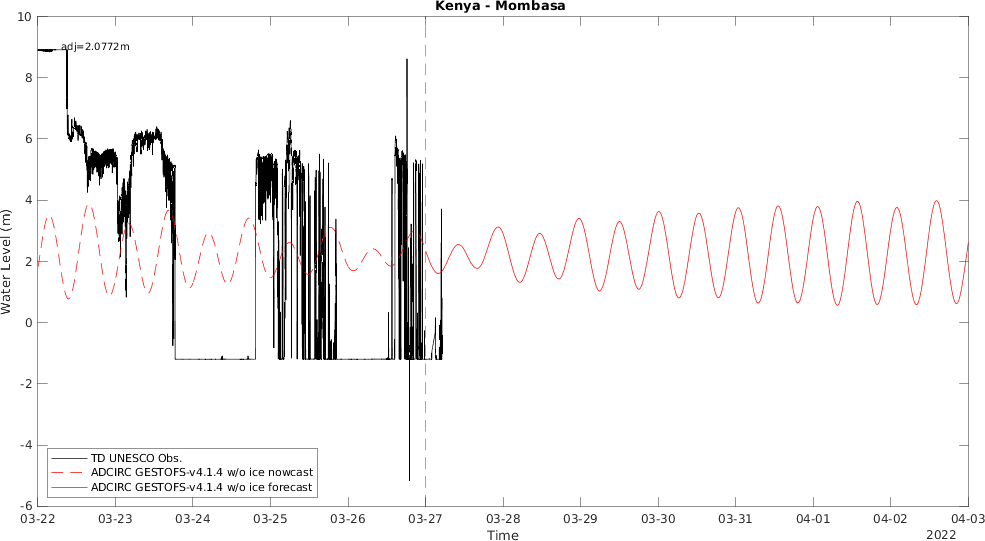 Kenya - Mombasa
10
8
6
4
2
0
-2
-4
-6
Water Level (m)
adj=2.0772m
TD UNESCO Obs.
ADCIRC GESTOFS-v4.1.4 w/o ice nowcast
ADCIRC GESTOFS-v4.1.4 w/o ice forecast
03-22 03-23 03-24 03-25 03-26 03-27 03-28 03-29 03-30 03-31 04-01 04-02 04-03
Time
2022